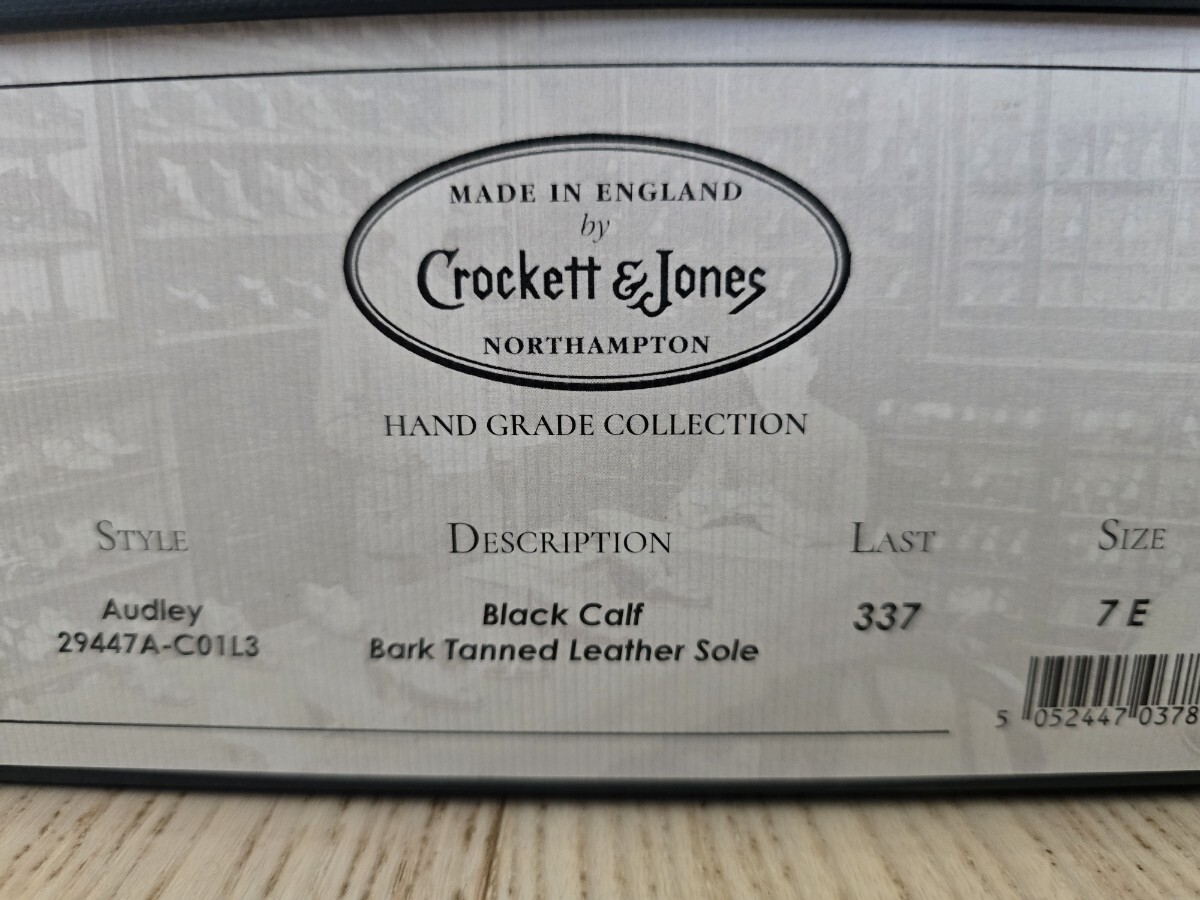 MADE IN ENGLAND
by
Crockett & Jones
NORTHAMPTON
HAND GRADE COLLECTION
STYLE DESCRIPTION LAST SIZE
Audley Black Calf 337 7 E
29447A-C01L3 Bark Tanned Leather Sole
5 052447 0378